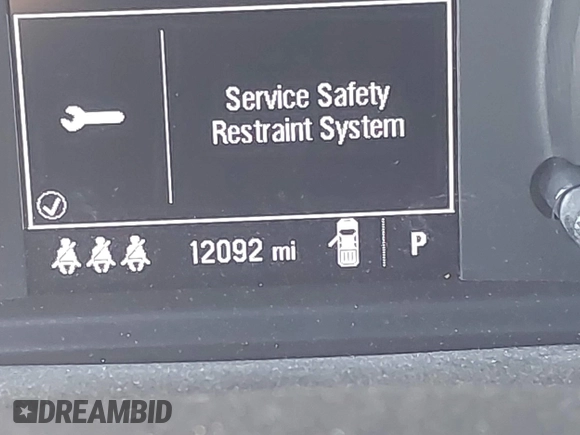 Service Safety
Restraint System
12092 mi
P
DREAMBID